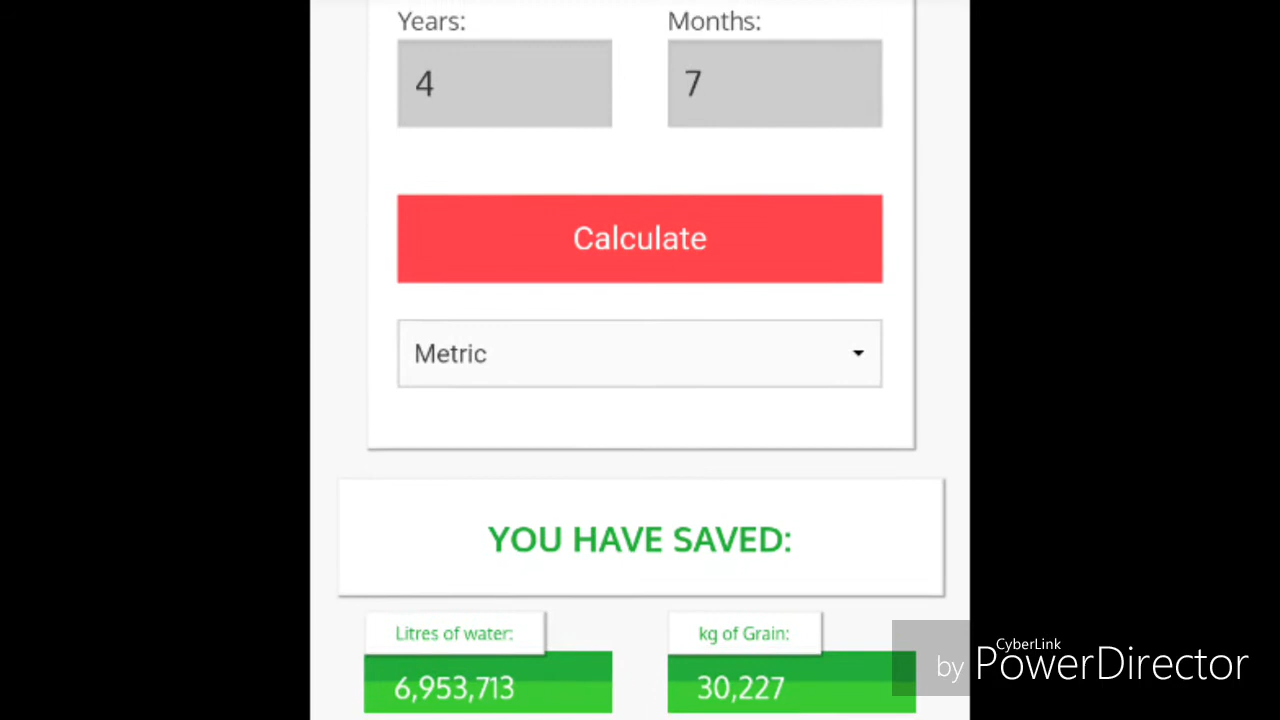 Years: Months:
4 7
Calculate
Metric
YOU HAVE SAVED:
Litres of water: kg of Grain:
6,953,713 30,227
CyberLink
by PowerDirector